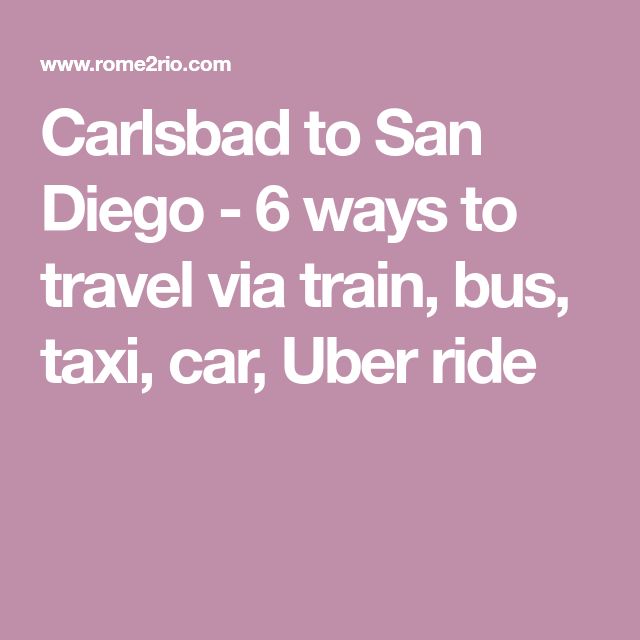 www.rome2rio.com
Carlsbad to San
Diego - 6 ways to
travel via train, bus,
taxi, car, Uber ride